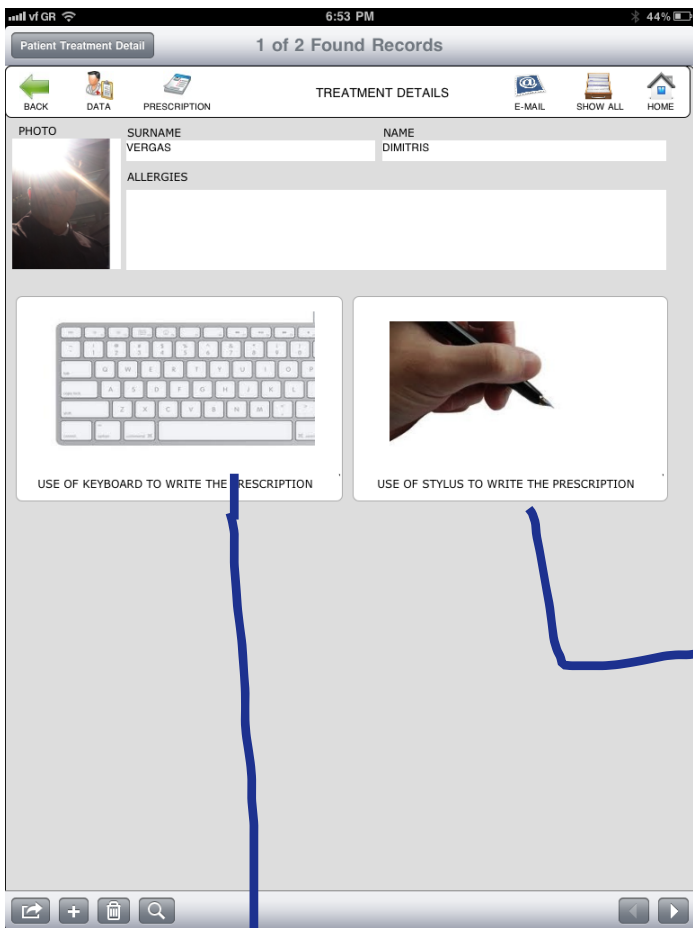 vf GR 6:53 PM 44%
Patient Treatment Detail 1 of 2 Found Records
BACK DATA PRESCRIPTION TREATMENT DETAILS E-MAIL SHOW ALL HOME
PHOTO SURNAME NAME
VERGAS DIMITRIS
ALLERGIES
USE OF KEYBOARD TO WRITE THE PRESCRIPTION USE OF STYLUS TO WRITE THE PRESCRIPTION